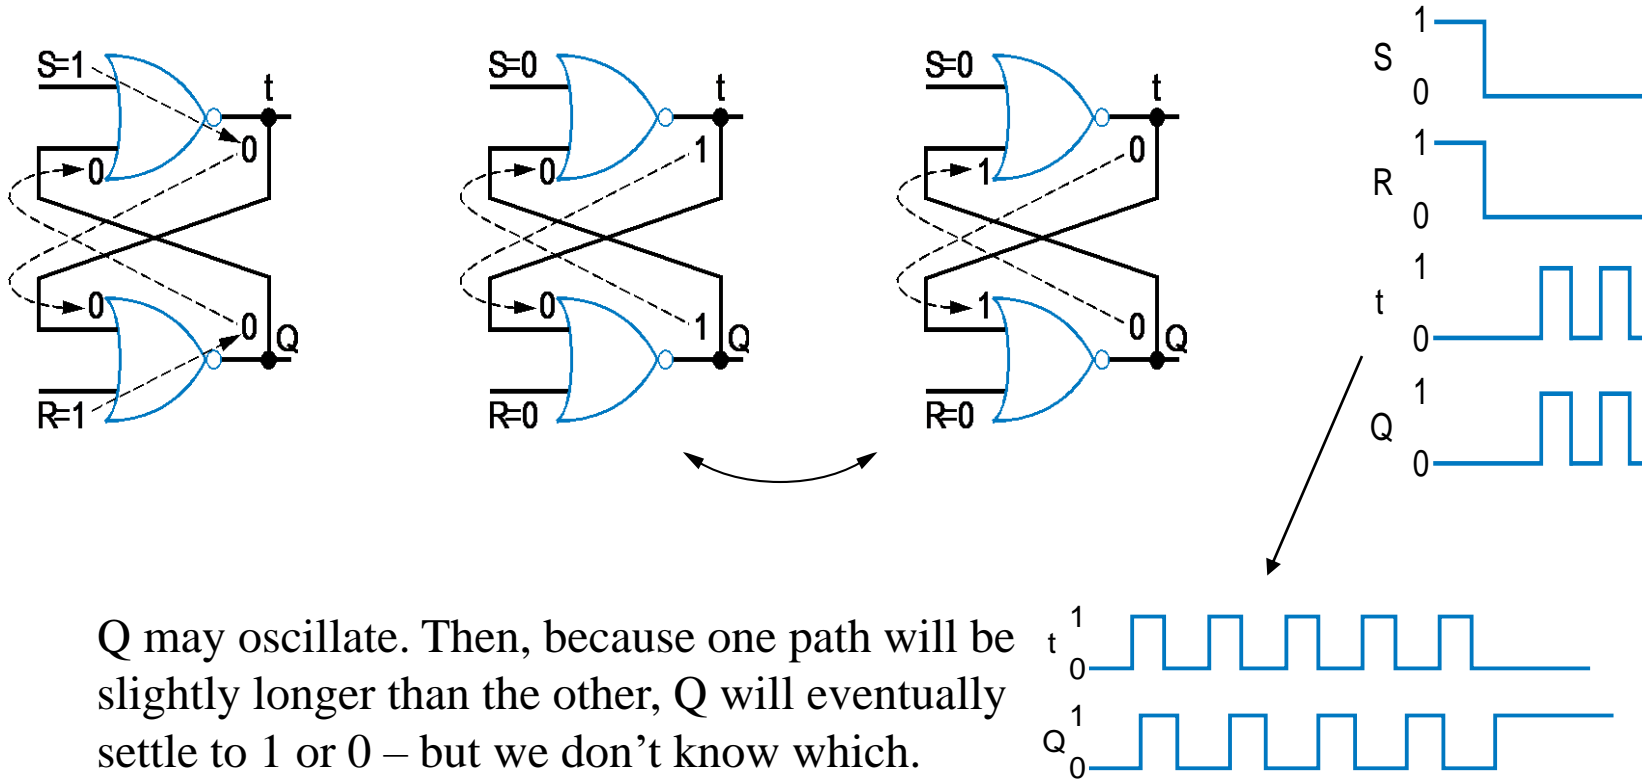 S=1
t
0
0
0
0
Q
R=1
S=0
t
1
0
0
1
Q
R=0
S=0
t
0
1
1
0
Q
R=0
1
S
0
1
R
0
1
t
0
1
Q
0
Q may oscillate. Then, because one path will be
slightly longer than the other, Q will eventually
settle to 1 or 0 – but we don’t know which.
1
t
0
1
Q
0